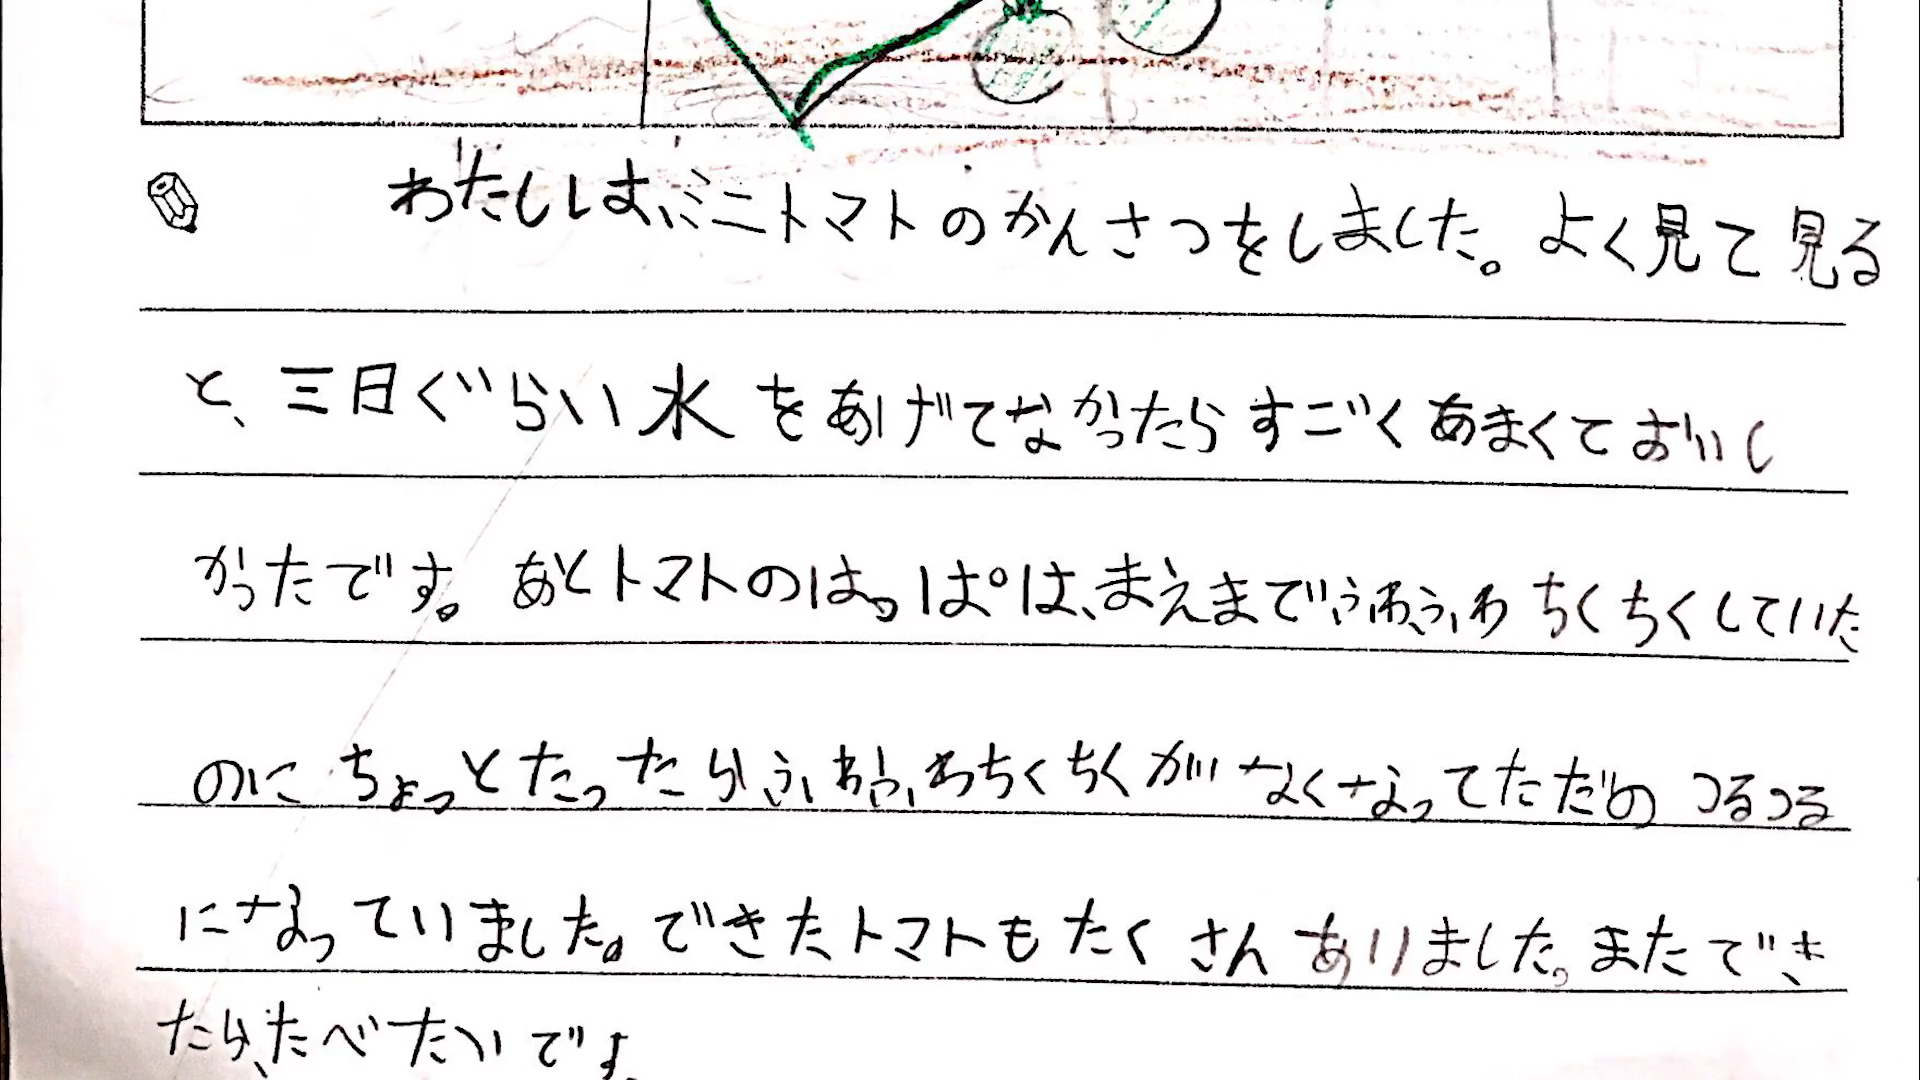 わたしは、ミニトマトのかんさつをしました。よく見て見る
と、三日ぐらい水をあげてなかったらすごくあまくておいし
かったです。あとトマトのはっぱは、まえまでふわふわちくちくしていた
のにちょっとたったらふわふわちくちくがなくなってただのつるつる
になっていました。できたトマトもたくさんありました。またでき
たら、たべたいです。